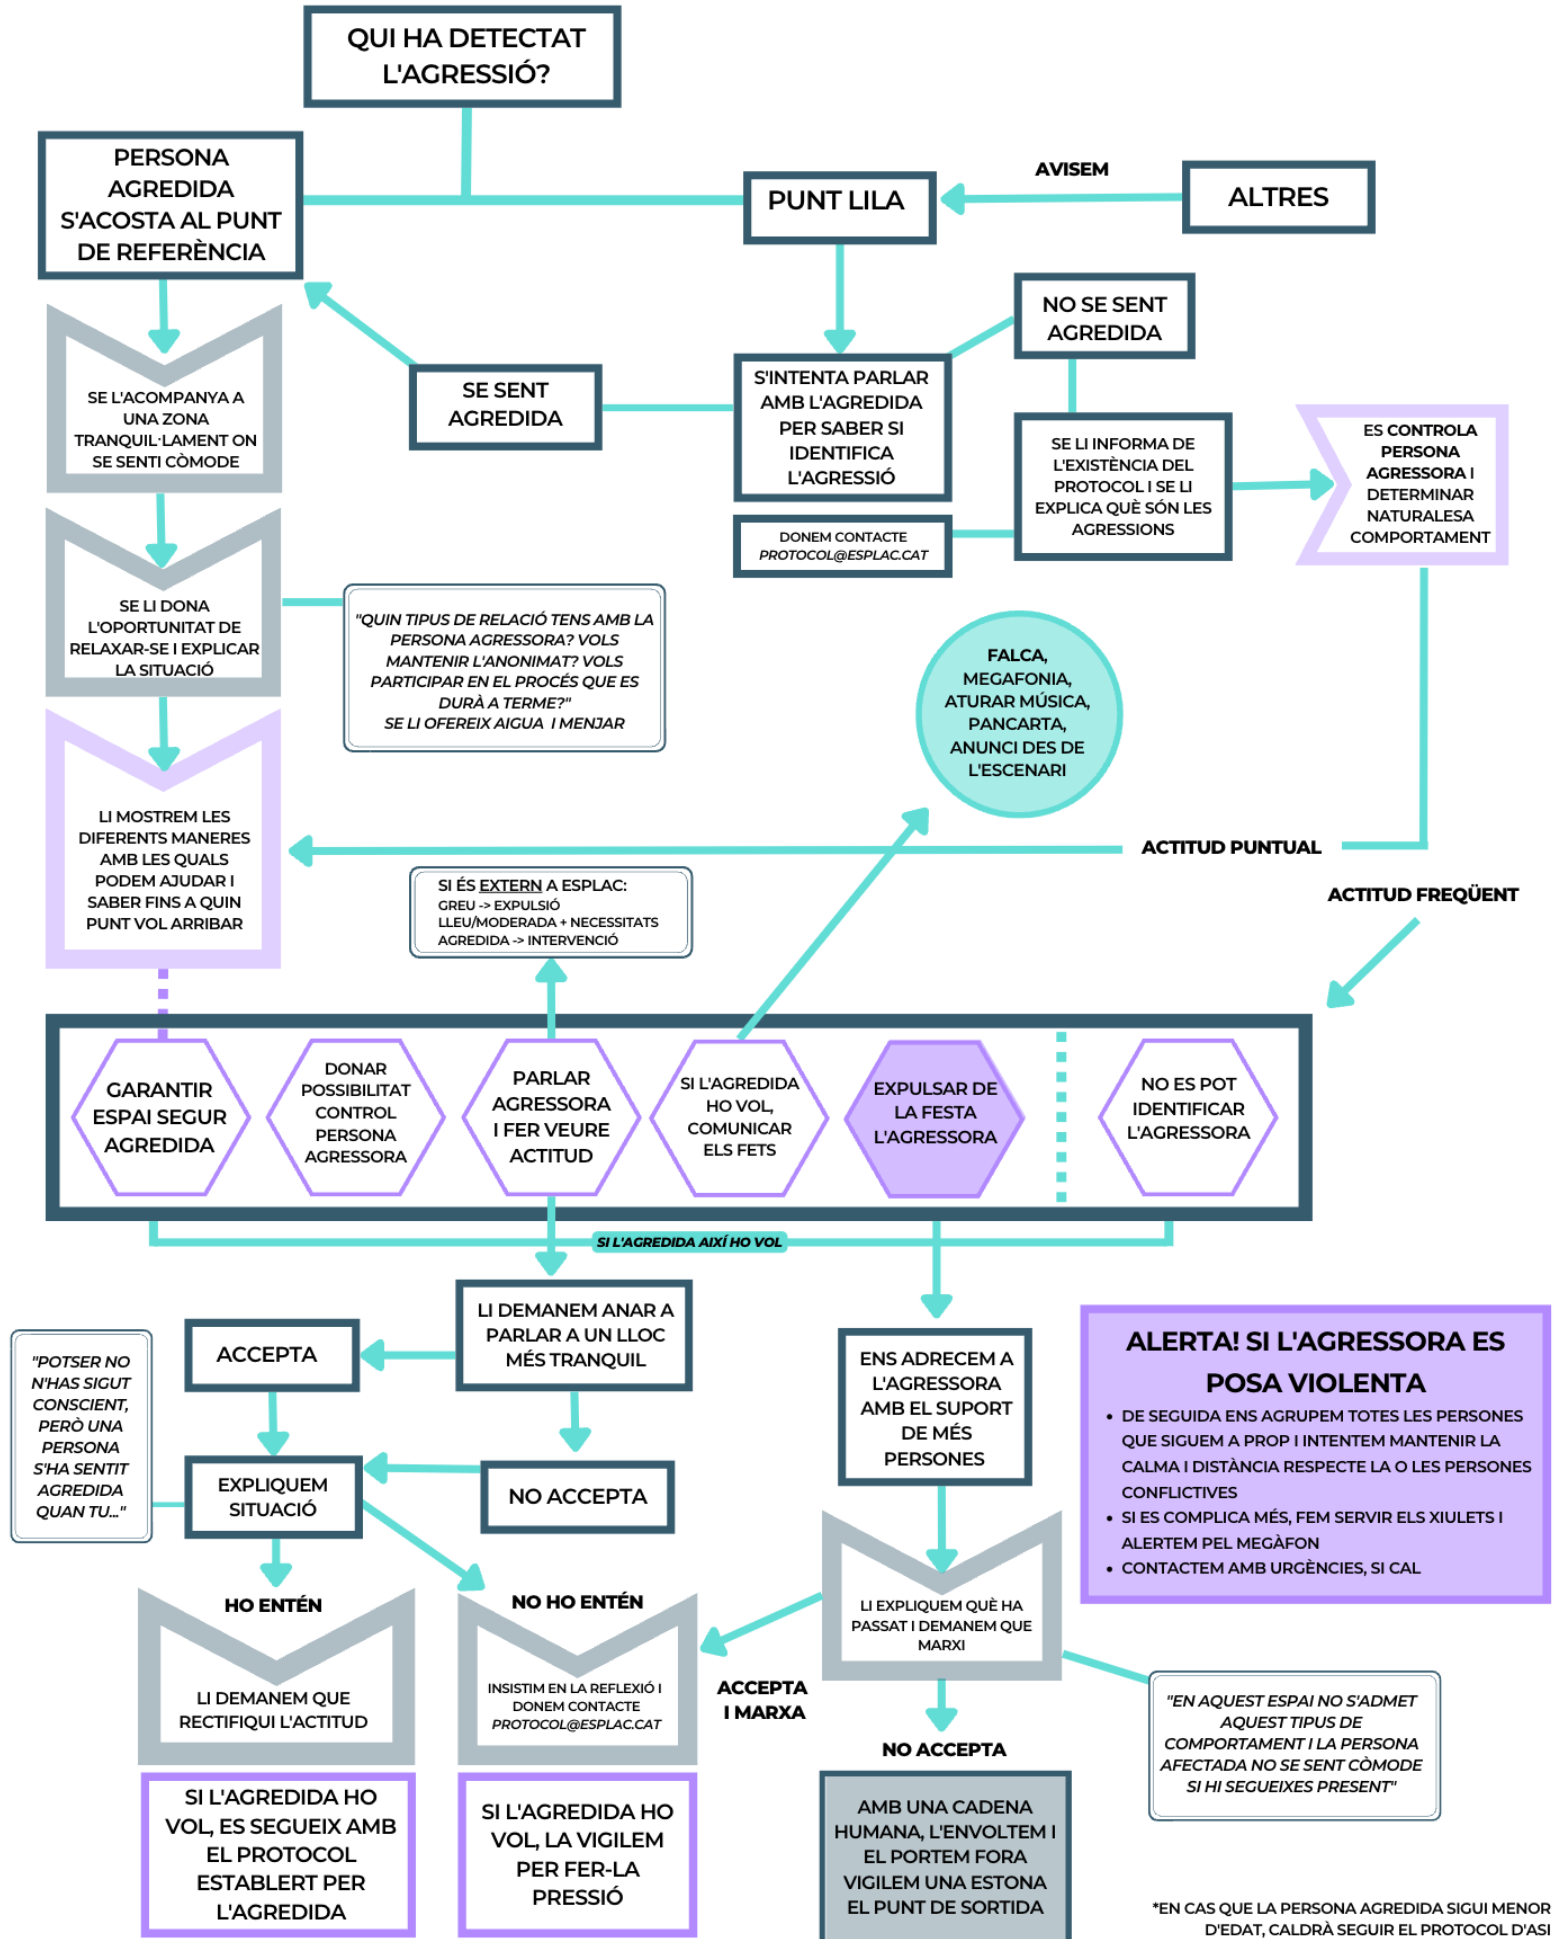 QUI HA DETECTAT
L'AGRESSIÓ?
PERSONA
AGREDIDA
S'ACOSTA AL PUNT
DE REFERÈNCIA
PUNT LILA
AVISEM
ALTRES
NO SE SENT
AGREDIDA
SE SENT
AGREDIDA
S'INTENTA PARLAR
AMB L'AGREDIDA
PER SABER SI
IDENTIFICA
L'AGRESSIÓ
SE LI INFORMA DE
L'EXISTÈNCIA DEL
PROTOCOL I SE LI
EXPLICA QUÈ SÓN LES
AGRESSIONS
ES CONTROLA
PERSONA
AGRESSORA I
DETERMINAR
NATURALESA
COMPORTAMENT
DONEM CONTACTE
PROTOCOL@ESPLAC.CAT
SE L'ACOMPANYA A
UNA ZONA
TRANQUIL·LAMENT ON
SE SENTI CÒMODE
SE LI DONA
L'OPORTUNITAT DE
RELAXAR-SE I EXPLICAR
LA SITUACIÓ
"QUIN TIPUS DE RELACIÓ TENS AMB LA
PERSONA AGRESSORA? VOLS
MANTENIR L'ANONIMAT? VOLS
PARTICIPAR EN EL PROCÉS QUE ES
DURÀ A TERME?"
SE LI OFEREIX AIGUA I MENJAR
FALCA,
MEGAFONIA,
ATURAR MÚSICA,
PANCARTA,
ANUNCI DES DE
L'ESCENARI
LI MOSTREM LES
DIFERENTS MANERES
AMB LES QUALS
PODEM AJUDAR I
SABER FINS A QUIN
PUNT VOL ARRIBAR
ACTITUD PUNTUAL
ACTITUD FREQÜENT
SI ÉS EXTERN A ESPLAC:
GREU -> EXPULSIÓ
LLEU/MODERADA + NECESSITATS
AGREDIDA -> INTERVENCIÓ
GARANTIR
ESPAI SEGUR
AGREDIDA
DONAR
POSSIBILITAT
CONTROL
PERSONA
AGRESSORA
PARLAR
AGRESSORA
I FER VEURE
ACTITUD
SI L'AGREDIDA
HO VOL,
COMUNICAR
ELS FETS
EXPULSAR DE
LA FESTA
L'AGRESSORA
NO ES POT
IDENTIFICAR
L'AGRESSORA
SI L'AGREDIDA AIXÍ HO VOL
LI DEMANEM ANAR A
PARLAR A UN LLOC
MÉS TRANQUIL
ACCEPTA
"POTSER NO
N'HAS SIGUT
CONSCIENT,
PERÒ UNA
PERSONA
S'HA SENTIT
AGREDIDA
QUAN TU..."
EXPLIQUEM
SITUACIÓ
NO ACCEPTA
ENS ADRECEM A
L'AGRESSORA
AMB EL SUPORT
DE MÉS
PERSONES
ALERTA! SI L'AGRESSORA ES
POSA VIOLENTA
• DE SEGUIDA ENS AGRUPEM TOTES LES PERSONES
QUE SIGUEM A PROP I INTENTEM MANTENIR LA
CALMA I DISTÀNCIA RESPECTE LA O LES PERSONES
CONFLICTIVES
• SI ES COMPLICA MÉS, FEM SERVIR ELS XIULETS I
ALERTEM PEL MEGÀFON
• CONTACTEM AMB URGÈNCIES, SI CAL
HO ENTÉN
LI DEMANEM QUE
RECTIFIQUI L'ACTITUD
NO HO ENTÉN
INSISTIM EN LA REFLEXIÓ I
DONEM CONTACTE
PROTOCOL@ESPLAC.CAT
LI EXPLIQUEM QUÈ HA
PASSAT I DEMANEM QUE
MARXI
ACCEPTA
I MARXA
NO ACCEPTA
"EN AQUEST ESPAI NO S'ADMET
AQUEST TIPUS DE
COMPORTAMENT I LA PERSONA
AFECTADA NO SE SENT CÒMODE
SI HI SEGUEIXES PRESENT"
SI L'AGREDIDA HO
VOL, ES SEGUEIX AMB
EL PROTOCOL
ESTABLERT PER
L'AGREDIDA
SI L'AGREDIDA HO
VOL, LA VIGILEM
PER FER-LA
PRESSIÓ
AMB UNA CADENA
HUMANA, L'ENVOLTEM I
EL PORTEM FORA
VIGILEM UNA ESTONA
EL PUNT DE SORTIDA
*EN CAS QUE LA PERSONA AGREDIDA SIGUI MENOR
D'EDAT, CALDRÀ SEGUIR EL PROTOCOL D'ASI